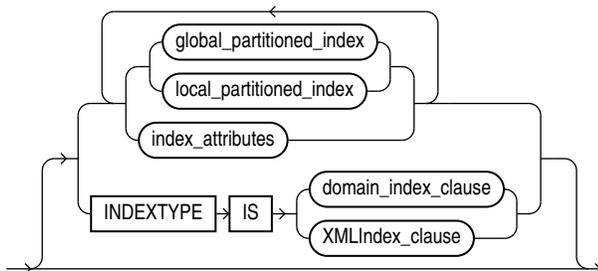 global_partitioned_index
local_partitioned_index
index_attributes
INDEXTYPE IS
domain_index_clause
XMLIndex_clause